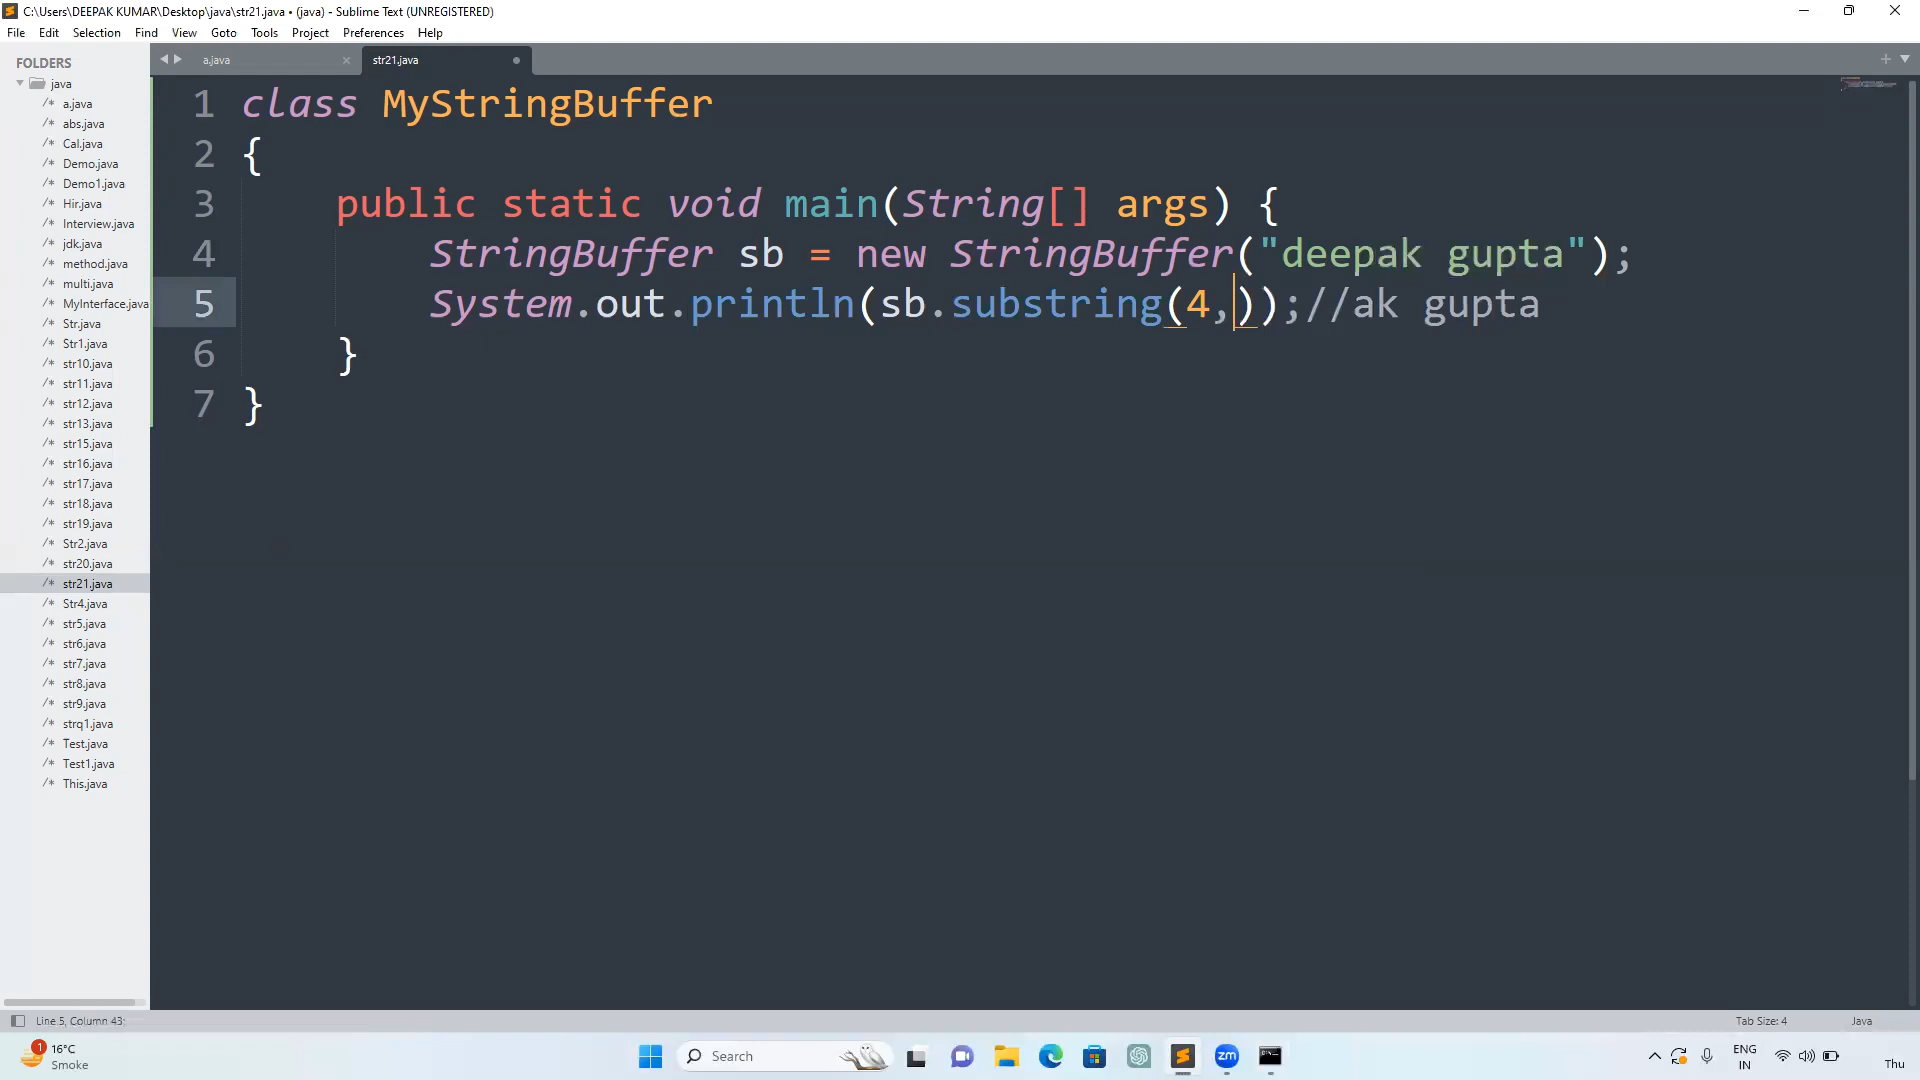 C:\Users\DEEPAK KUMAR\Desktop\java\str21.java • (java) - Sublime Text (UNREGISTERED)
File Edit Selection Find View Goto Tools Project Preferences Help
FOLDERS
java
/* a.java
/* abs.java
/* Cal.java
/* Demo.java
/* Demo1.java
/* Hir.java
/* Interview.java
/* jdk.java
/* method.java
/* multi.java
/* MyInterface.java
/* Str.java
/* Str1.java
/* str10.java
/* str11.java
/* str12.java
/* str13.java
/* str15.java
/* str16.java
/* str17.java
/* str18.java
/* str19.java
/* Str2.java
/* str20.java
/* str21.java
/* Str4.java
/* str5.java
/* str6.java
/* str7.java
/* str8.java
/* str9.java
/* strq1.java
/* Test.java
/* Test1.java
/* This.java
a.java × str21.java •
1 class MyStringBuffer
2 {
3 public static void main(String[] args) {
4 StringBuffer sb = new StringBuffer("deepak gupta");
5 System.out.println(sb.substring(4,));//ak gupta
6 }
7 }
Line 5, Column 43; Tab Size: 4 Java
1 16°C
Smoke
Search
zm
ENG
IN
Thu